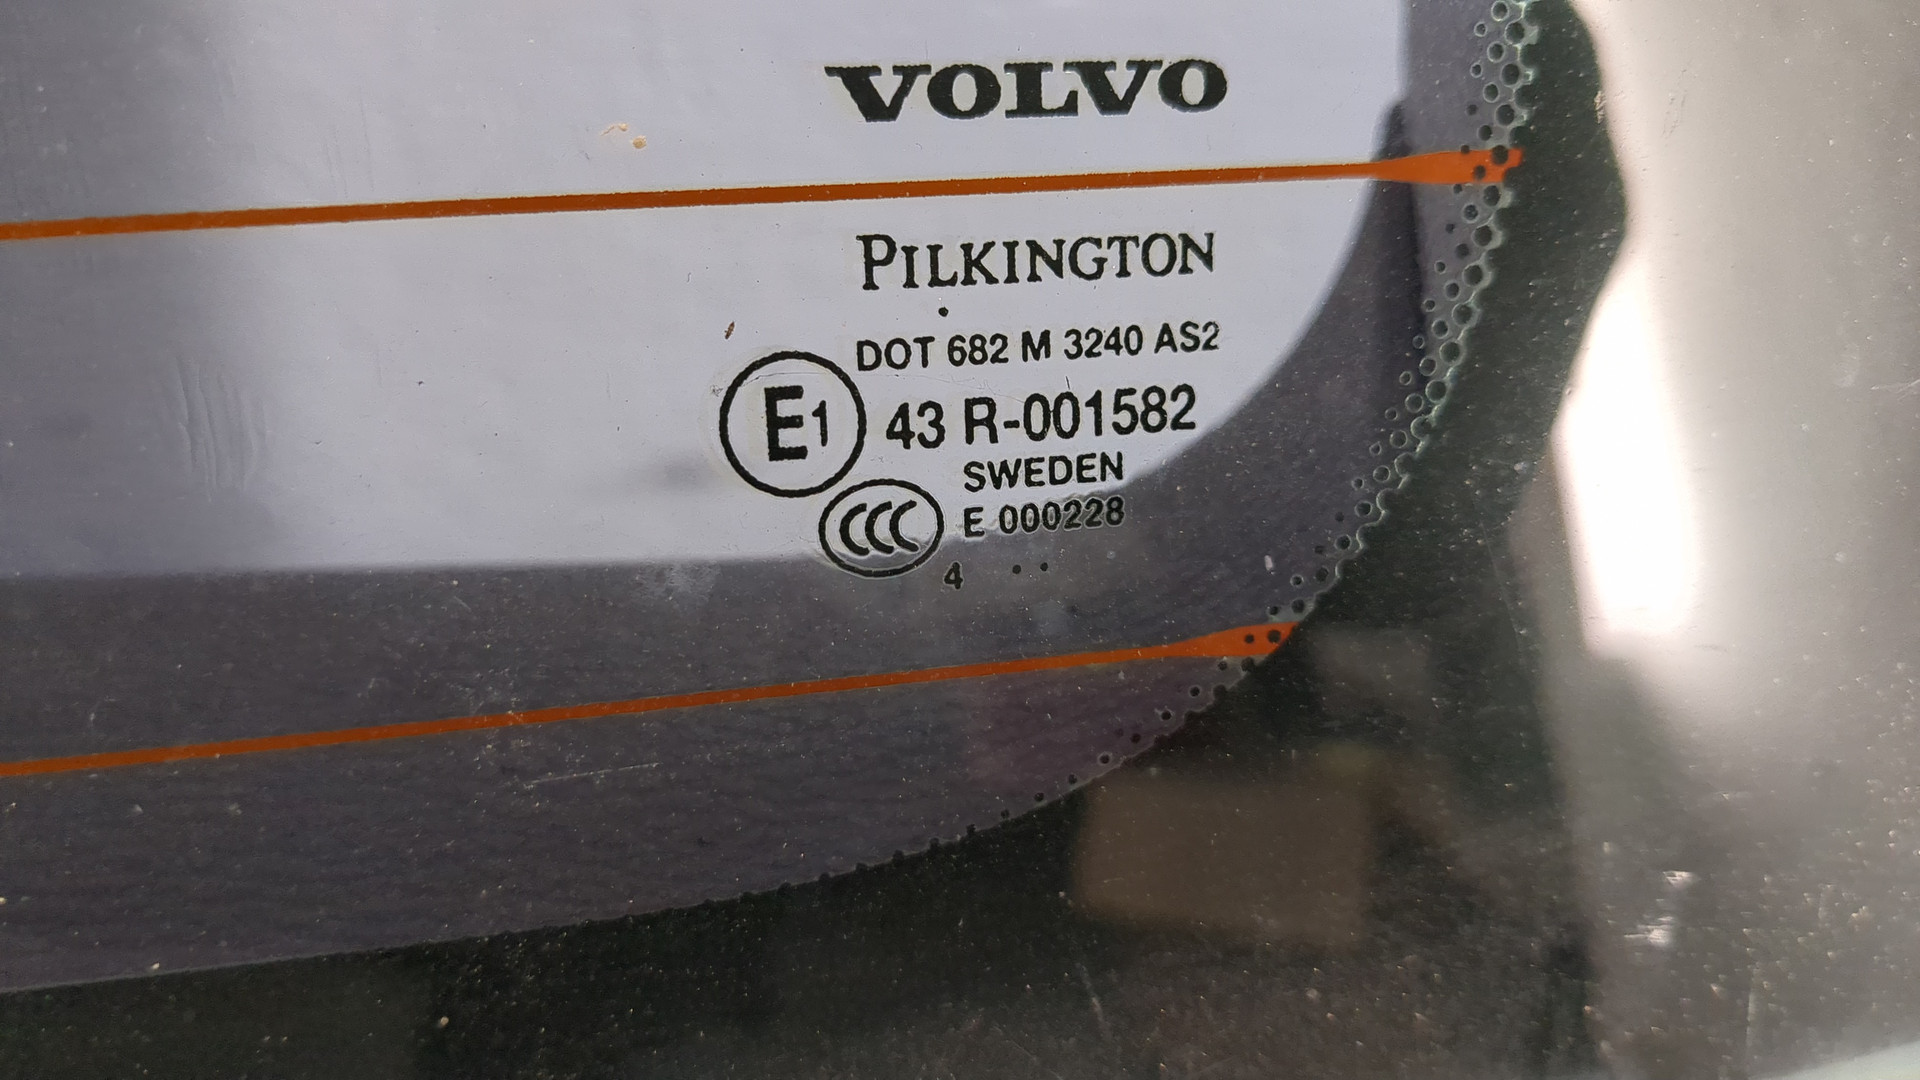 VOLVO
PILKINGTON
DOT 682 M 3240 AS2
E1 43 R-001582
SWEDEN
CCC E 000228
4 ..